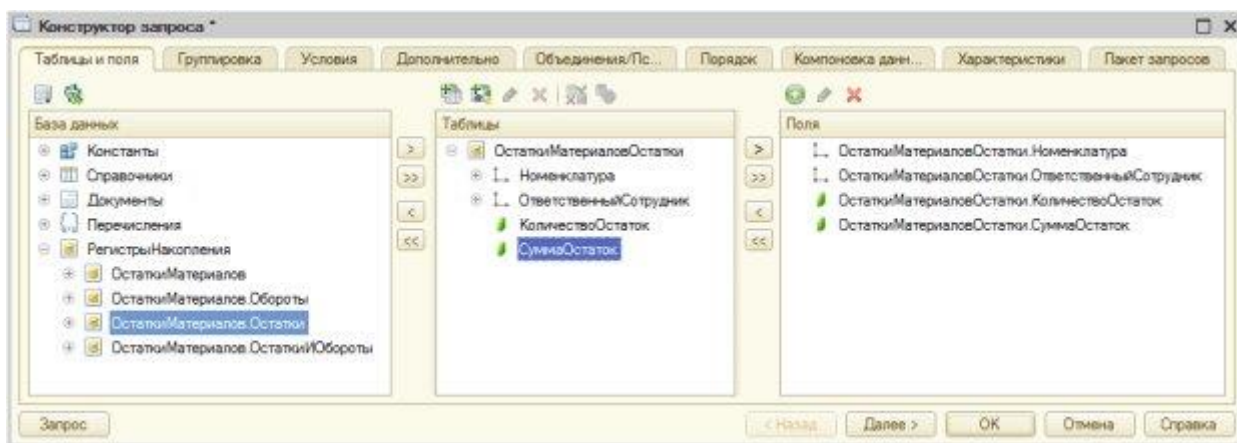 Конструктор запроса *
Таблицы и поля Группировка Условия Дополнительно Объединения/Пс... Порядок Компоновка данн... Характеристики Пакет запросов
База данных
Константы
Справочники
Документы
Перечисления
РегистрыНакопления
ОстаткиМатериалов
ОстаткиМатериалов.Обороты
ОстаткиМатериалов.Остатки
ОстаткиМатериалов.ОстаткиИОбороты
>
>>
<
<<
Таблицы
ОстаткиМатериаловОстатки
Номенклатура
ОтветственныйСотрудник
КоличествоОстаток
СуммаОстаток
>
>>
<
<<
Поля
ОстаткиМатериаловОстатки.Номенклатура
ОстаткиМатериаловОстатки.ОтветственныйСотрудник
ОстаткиМатериаловОстатки.КоличествоОстаток
ОстаткиМатериаловОстатки.СуммаОстаток
Запрос < Назад Далее > ОК Отмена Справка